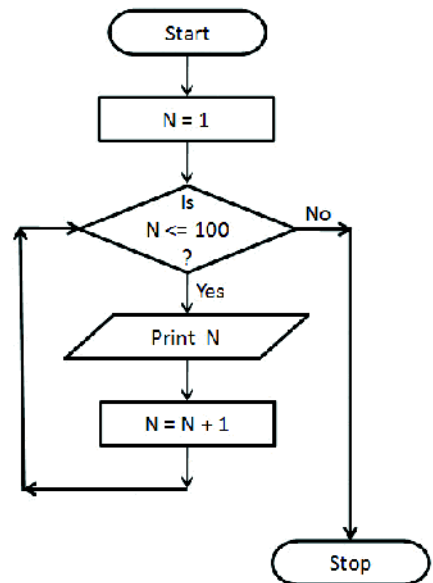 Start
N = 1
Is
N <= 100
?
No
Yes
Print N
N = N + 1
Stop